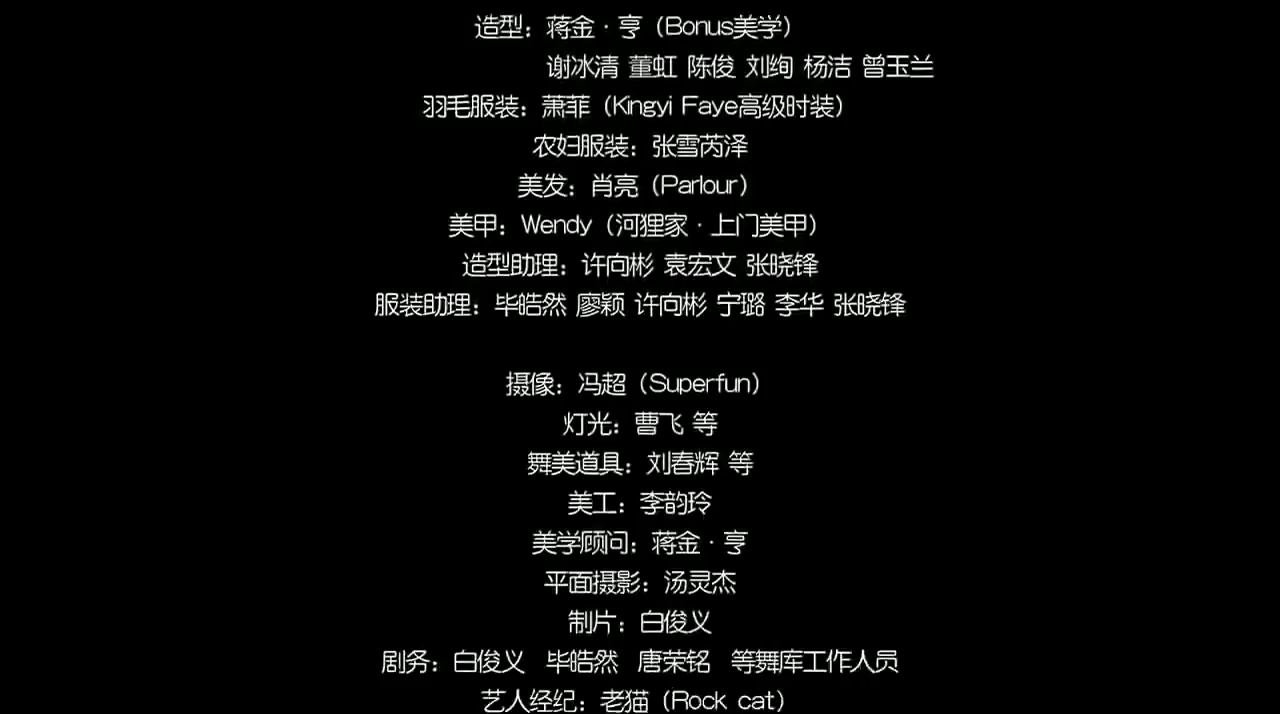 造型：蒋金·亨（Bonus美学）
谢冰清 董虹 陈俊 刘绚 杨洁 曾玉兰
羽毛服装：萧菲（Kingyi Faye高级时装）
农妇服装：张雪芮泽
美发：肖亮（Parlour）
美甲：Wendy（河狸家·上门美甲）
造型助理：许向彬 袁宏文 张晓锋
服装助理：毕皓然 廖颖 许向彬 宁璐 李华 张晓锋
摄像：冯超（Superfun）
灯光：曹飞 等
舞美道具：刘春辉 等
美工：李韵玲
美学顾问：蒋金·亨
平面摄影：汤灵杰
制片：白俊义
剧务：白俊义 毕皓然 唐荣铭 等舞库工作人员
艺人经纪：老猫（Rock cat）